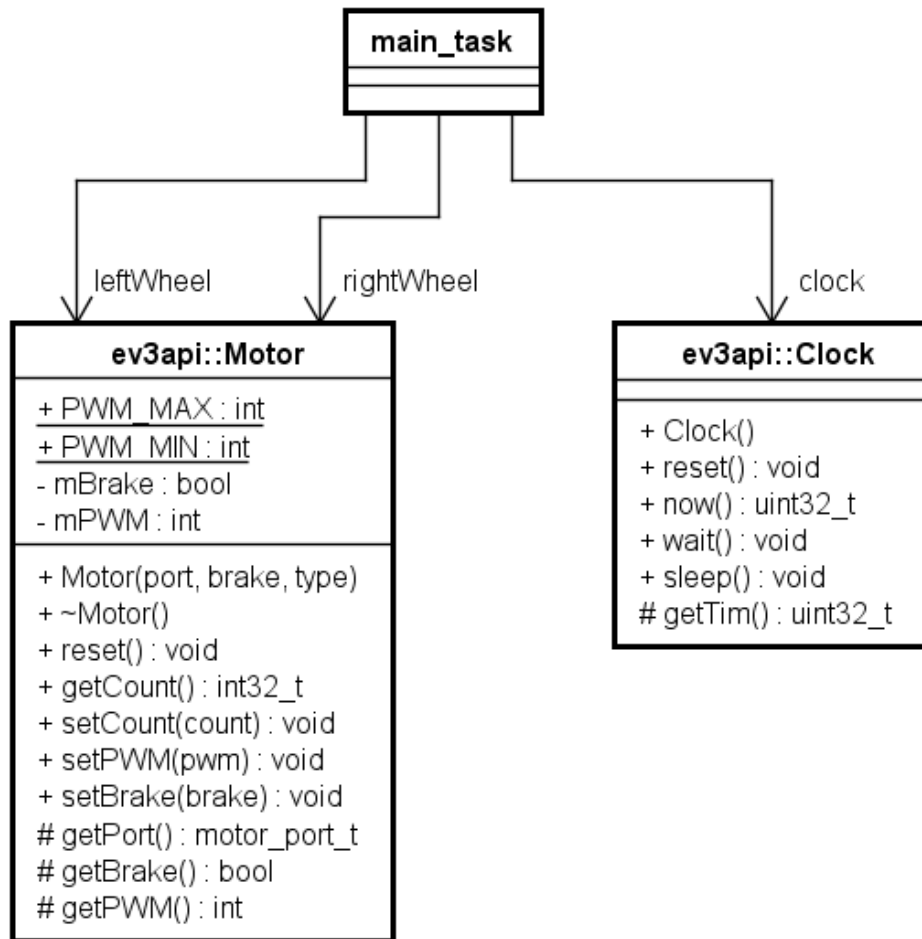 main_task
leftWheel
rightWheel
clock
ev3api::Motor
+ PWM_MAX : int
+ PWM_MIN : int
- mBrake : bool
- mPWM : int
+ Motor(port, brake, type)
+ ~Motor()
+ reset() : void
+ getCount() : int32_t
+ setCount(count) : void
+ setPWM(pwm) : void
+ setBrake(brake) : void
# getPort() : motor_port_t
# getBrake() : bool
# getPWM() : int
ev3api::Clock
+ Clock()
+ reset() : void
+ now() : uint32_t
+ wait() : void
+ sleep() : void
# getTim() : uint32_t